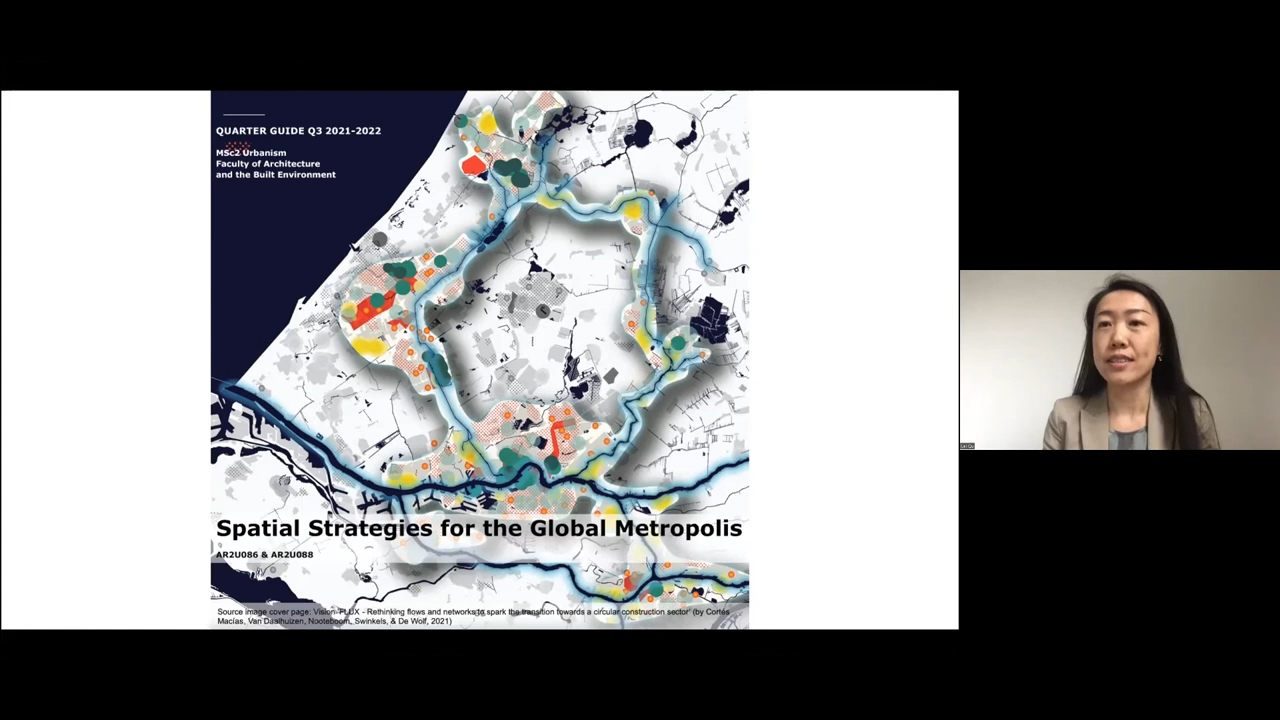 QUARTER GUIDE Q3 2021-2022
MSc2 Urbanism
Faculty of Architecture
and the Built Environment
Spatial Strategies for the Global Metropolis
AR2U086 & AR2U088
Source image cover page: Vision 'FLUX - Rethinking flows and networks to spark the transition towards a circular construction sector' (by Cortés
Macías, Van Daalhuizen, Nooteboom, Swinkels, & De Wolf, 2021)